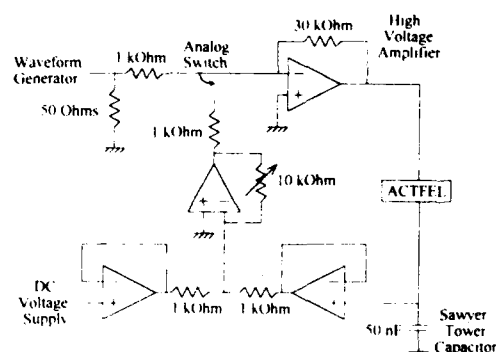 30 kOhm
High
Voltage
Amplifier
Analog
Switch
1 kOhm
Waveform
Generator
50 Ohms
1 kOhm
10 kOhm
ACTFEL
DC
Voltage
Supply
1 kOhm
1 kOhm
50 nF
Sawyer
Tower
Capacitor